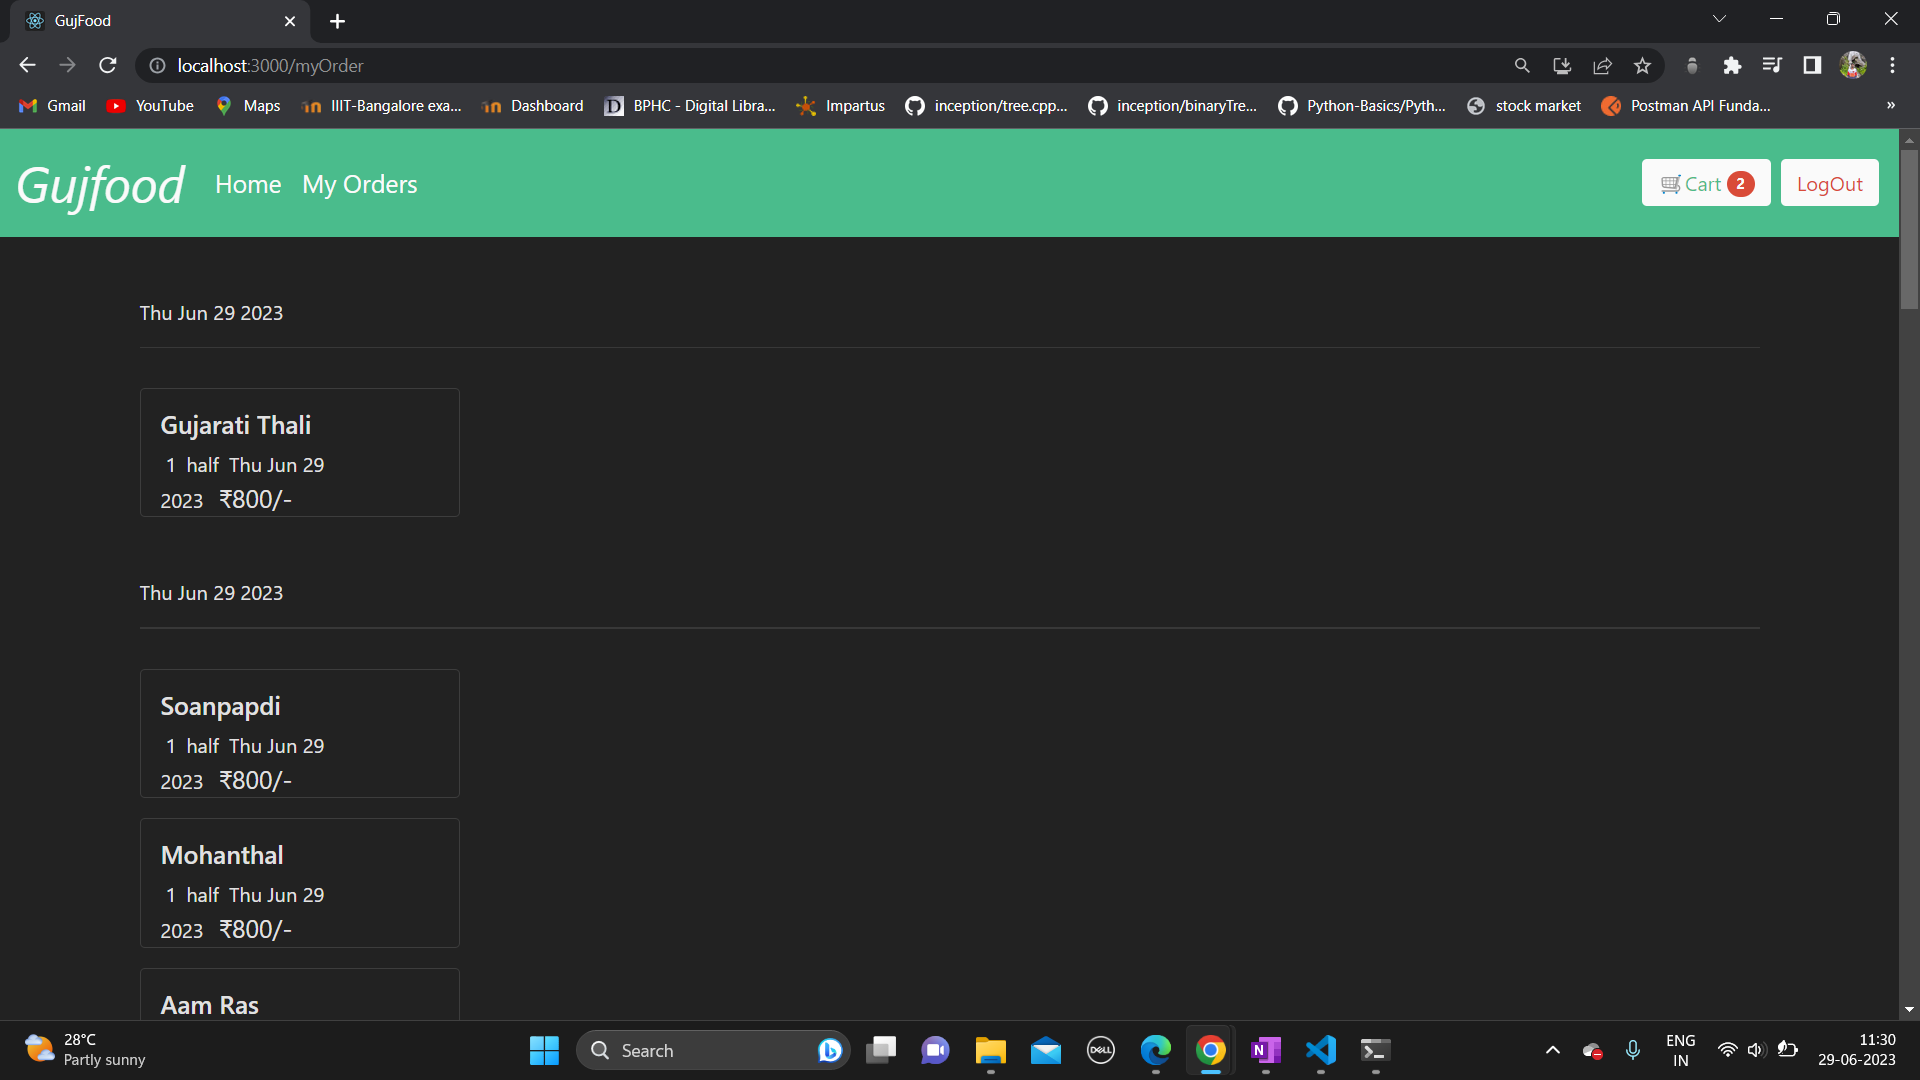 GujFood
localhost:3000/myOrder
Gmail YouTube Maps IIIT-Bangalore exa... Dashboard BPHC - Digital Libra... Impartus inception/tree.cpp... inception/binaryTre... Python-Basics/Pyth... stock market Postman API Funda... »
Gujfood Home My Orders Cart 2 LogOut
Thu Jun 29 2023
Gujarati Thali
1 half Thu Jun 29
2023 ₹800/-
Thu Jun 29 2023
Soanpapdi
1 half Thu Jun 29
2023 ₹800/-
Mohanthal
1 half Thu Jun 29
2023 ₹800/-
Aam Ras
28°C
Partly sunny
Search
DELL
N
ENG
IN
11:30
29-06-2023